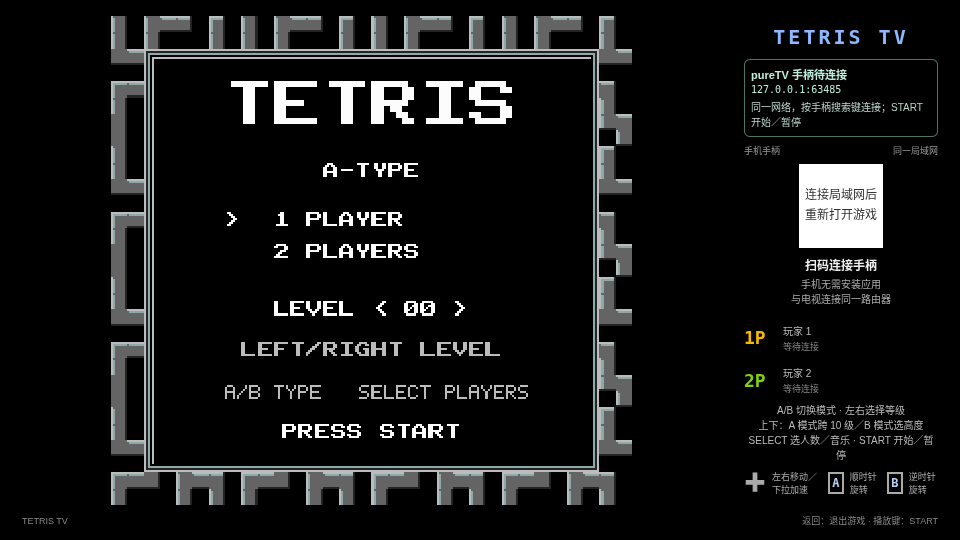 TETRIS
A-TYPE
> 1 PLAYER
2 PLAYERS
LEVEL < 00 >
LEFT/RIGHT LEVEL
A/B TYPE SELECT PLAYERS
PRESS START
TETRIS TV
TETRIS TV
pureTV 手柄待连接
127.0.0.1:63485
同一网络，按手柄搜索键连接；START
开始／暂停
手机手柄 同一局域网
连接局域网后
重新打开游戏
扫码连接手柄
手机无需安装应用
与电视连接同一路由器
1P 玩家 1
等待连接
2P 玩家 2
等待连接
A/B 切换模式 · 左右选择等级
上下：A 模式跨 10 级／B 模式选高度
SELECT 选人数／音乐 · START 开始／暂
停
左右移动／
下拉加速
A 顺时针
旋转
B 逆时针
旋转
返回：退出游戏 · 播放键：START